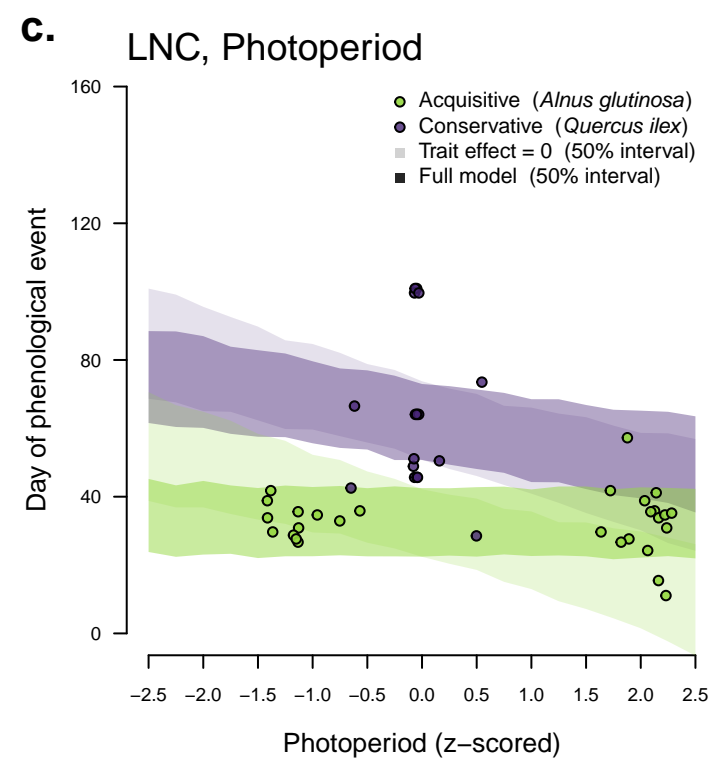 c.
LNC, Photoperiod
Acquisitive (Alnus glutinosa)
Conservative (Quercus ilex)
Trait effect = 0 (50% interval)
Full model (50% interval)
Day of phenological event
160
120
80
40
0
−2.5 −2.0 −1.5 −1.0 −0.5 0.0 0.5 1.0 1.5 2.0 2.5
Photoperiod (z−scored)